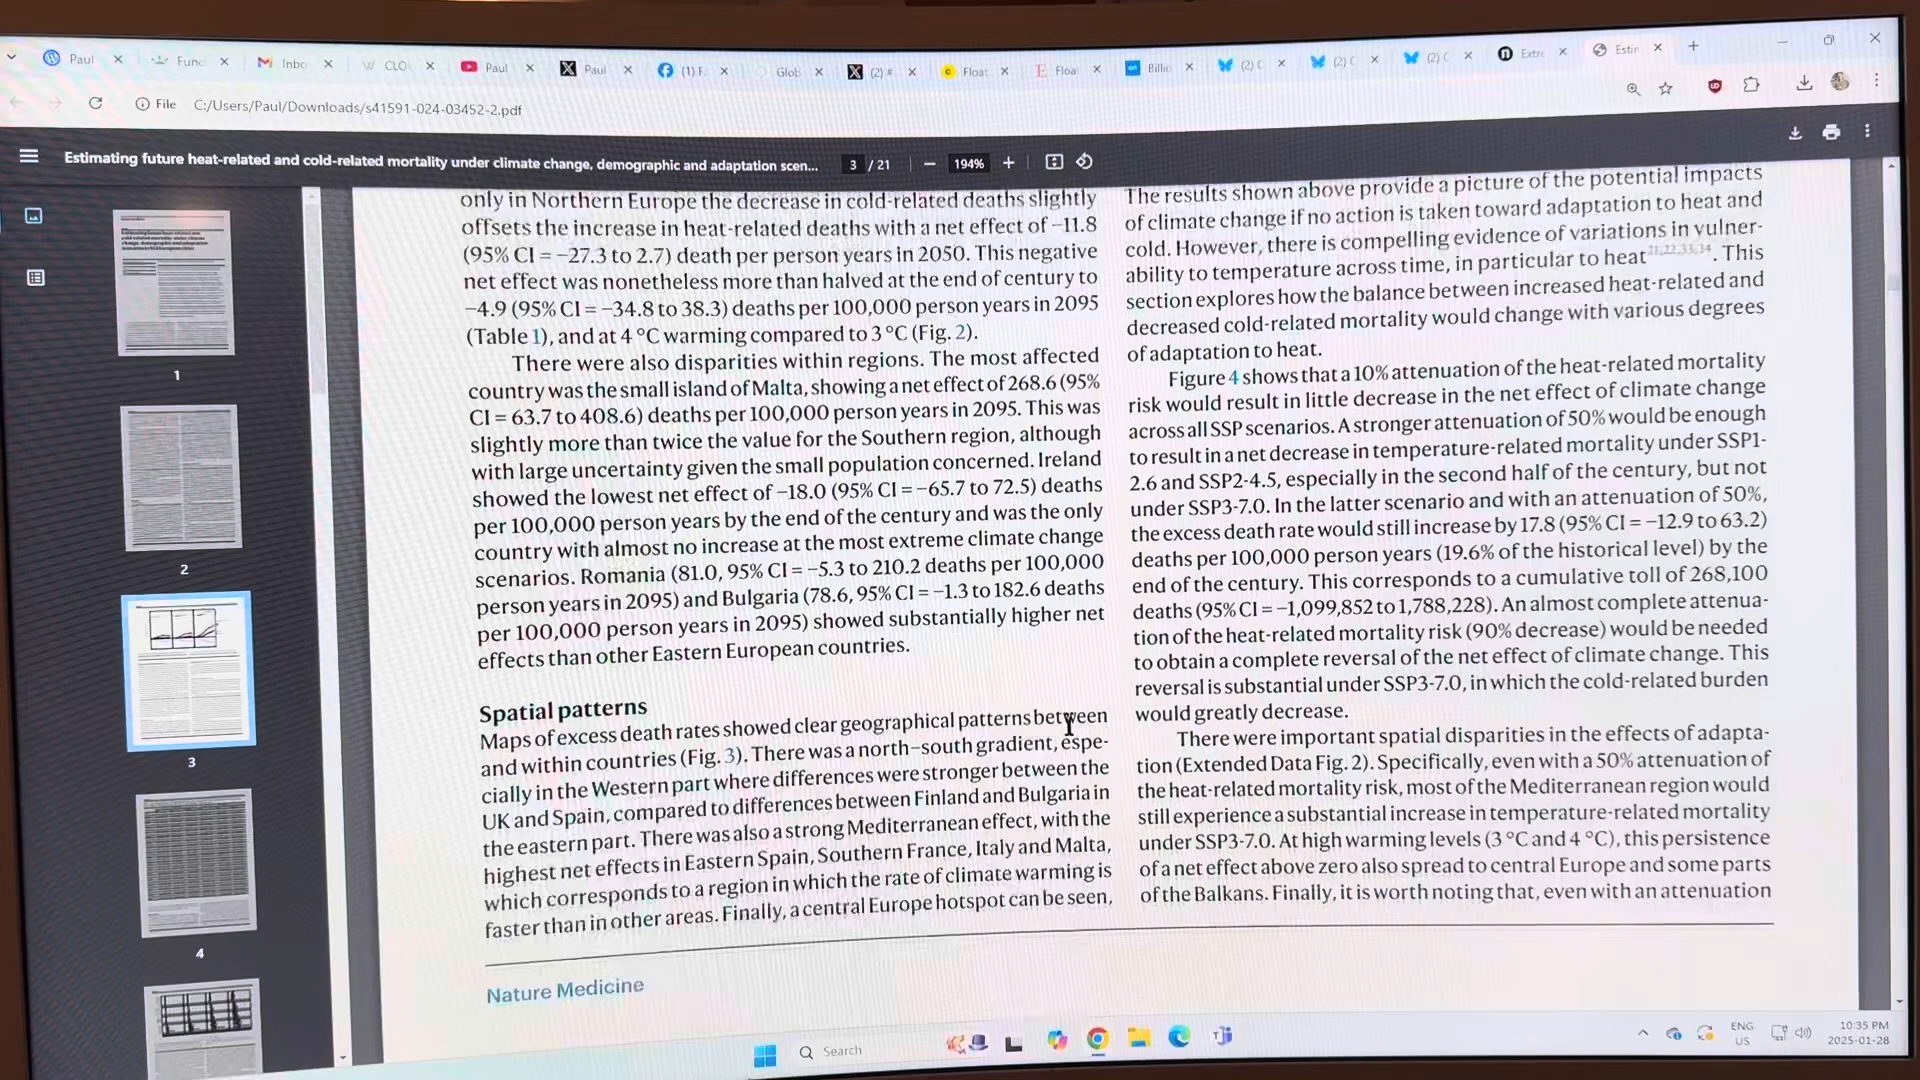 Paul
Func
Inbo
CLO
Paul
Paul
(1) F
Glob
(2) #
Float
Float
Billio
(2) C
(2) C
(2) C
Extre
Estin
File C:/Users/Paul/Downloads/s41591-024-03452-2.pdf
Estimating future heat-related and cold-related mortality under climate change, demographic and adaptation scen...
3 / 21
194%
1
2
3
4
only in Northern Europe the decrease in cold-related deaths slightly
offsets the increase in heat-related deaths with a net effect of −11.8
(95% CI = −27.3 to 2.7) death per person years in 2050. This negative
net effect was nonetheless more than halved at the end of century to
−4.9 (95% CI = −34.8 to 38.3) deaths per 100,000 person years in 2095
(Table 1), and at 4 °C warming compared to 3 °C (Fig. 2).
There were also disparities within regions. The most affected
country was the small island of Malta, showing a net effect of 268.6 (95%
CI = 63.7 to 408.6) deaths per 100,000 person years in 2095. This was
slightly more than twice the value for the Southern region, although
with large uncertainty given the small population concerned. Ireland
showed the lowest net effect of −18.0 (95% CI = −65.7 to 72.5) deaths
per 100,000 person years by the end of the century and was the only
country with almost no increase at the most extreme climate change
scenarios. Romania (81.0, 95% CI = −5.3 to 210.2 deaths per 100,000
person years in 2095) and Bulgaria (78.6, 95% CI = −1.3 to 182.6 deaths
per 100,000 person years in 2095) showed substantially higher net
effects than other Eastern European countries.
Spatial patterns
Maps of excess death rates showed clear geographical patterns between
and within countries (Fig. 3). There was a north–south gradient, espe-
cially in the Western part where differences were stronger between the
UK and Spain, compared to differences between Finland and Bulgaria in
the eastern part. There was also a strong Mediterranean effect, with the
highest net effects in Eastern Spain, Southern France, Italy and Malta,
which corresponds to a region in which the rate of climate warming is
faster than in other areas. Finally, a central Europe hotspot can be seen,
The results shown above provide a picture of the potential impacts
of climate change if no action is taken toward adaptation to heat and
cold. However, there is compelling evidence of variations in vulner-
ability to temperature across time, in particular to heat21,22,33,34. This
section explores how the balance between increased heat-related and
decreased cold-related mortality would change with various degrees
of adaptation to heat.
Figure 4 shows that a 10% attenuation of the heat-related mortality
risk would result in little decrease in the net effect of climate change
across all SSP scenarios. A stronger attenuation of 50% would be enough
to result in a net decrease in temperature-related mortality under SSP1-
2.6 and SSP2-4.5, especially in the second half of the century, but not
under SSP3-7.0. In the latter scenario and with an attenuation of 50%,
the excess death rate would still increase by 17.8 (95% CI = −12.9 to 63.2)
deaths per 100,000 person years (19.6% of the historical level) by the
end of the century. This corresponds to a cumulative toll of 268,100
deaths (95% CI = −1,099,852 to 1,788,228). An almost complete attenua-
tion of the heat-related mortality risk (90% decrease) would be needed
to obtain a complete reversal of the net effect of climate change. This
reversal is substantial under SSP3-7.0, in which the cold-related burden
would greatly decrease.
There were important spatial disparities in the effects of adapta-
tion (Extended Data Fig. 2). Specifically, even with a 50% attenuation of
the heat-related mortality risk, most of the Mediterranean region would
still experience a substantial increase in temperature-related mortality
under SSP3-7.0. At high warming levels (3 °C and 4 °C), this persistence
of a net effect above zero also spread to central Europe and some parts
of the Balkans. Finally, it is worth noting that, even with an attenuation
Nature Medicine
Search
ENG
US
10:35 PM
2025-01-28